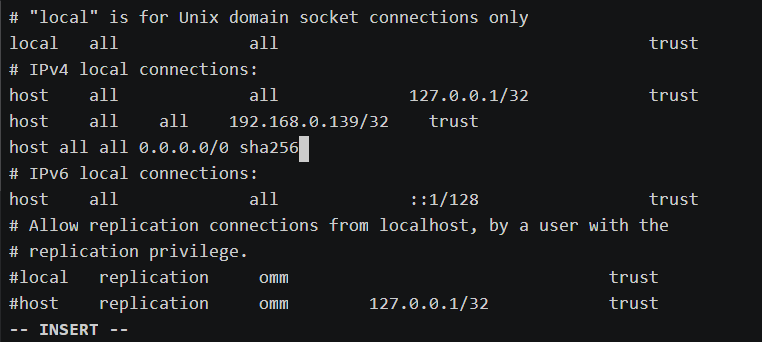 # "local" is for Unix domain socket connections only
local   all             all                                     trust
# IPv4 local connections:
host    all             all             127.0.0.1/32            trust
host    all    all    192.168.0.139/32    trust
host all all 0.0.0.0/0 sha256
# IPv6 local connections:
host    all             all             ::1/128                 trust
# Allow replication connections from localhost, by a user with the
# replication privilege.
#local   replication     omm                                trust
#host    replication     omm        127.0.0.1/32            trust
-- INSERT --